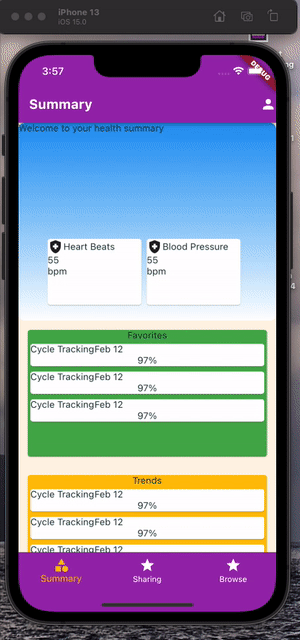 iPhone 13
iOS 15.0
3:57
DEBUG
Summary
Welcome to your health summary
Heart Beats
55
bpm
Blood Pressure
55
bpm
Favorites
Cycle TrackingFeb 12
97%
Cycle TrackingFeb 12
97%
Cycle TrackingFeb 12
97%
Trends
Cycle TrackingFeb 12
97%
Cycle TrackingFeb 12
97%
Cycle TrackingFeb 12
Summary
Sharing
Browse